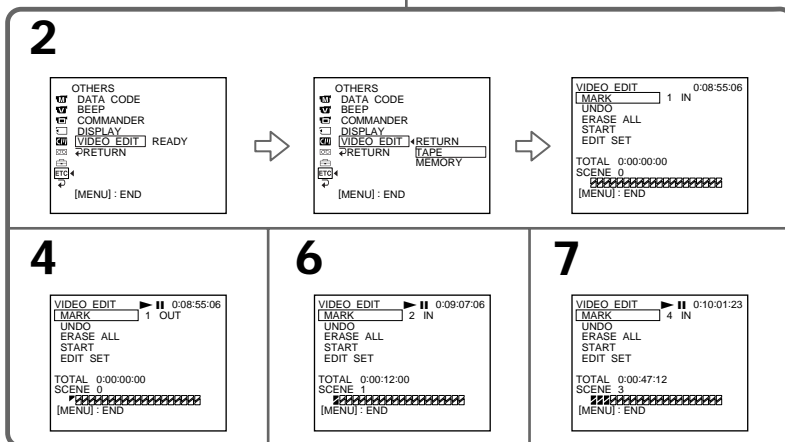 2
OTHERS
DATA CODE
BEEP
COMMANDER
DISPLAY
VIDEO EDIT READY
RETURN
ETC
[MENU] : END
OTHERS
DATA CODE
BEEP
COMMANDER
DISPLAY
VIDEO EDIT RETURN
RETURN TAPE
MEMORY
ETC
[MENU] : END
VIDEO EDIT 0:08:55:06
MARK 1 IN
UNDO
ERASE ALL
START
EDIT SET
TOTAL 0:00:00:00
SCENE 0
[MENU] : END
4
VIDEO EDIT 0:08:55:06
MARK 1 OUT
UNDO
ERASE ALL
START
EDIT SET
TOTAL 0:00:00:00
SCENE 0
[MENU] : END
6
VIDEO EDIT 0:09:07:06
MARK 2 IN
UNDO
ERASE ALL
START
EDIT SET
TOTAL 0:00:12:00
SCENE 1
[MENU] : END
7
VIDEO EDIT 0:10:01:23
MARK 4 IN
UNDO
ERASE ALL
START
EDIT SET
TOTAL 0:00:47:12
SCENE 3
[MENU] : END